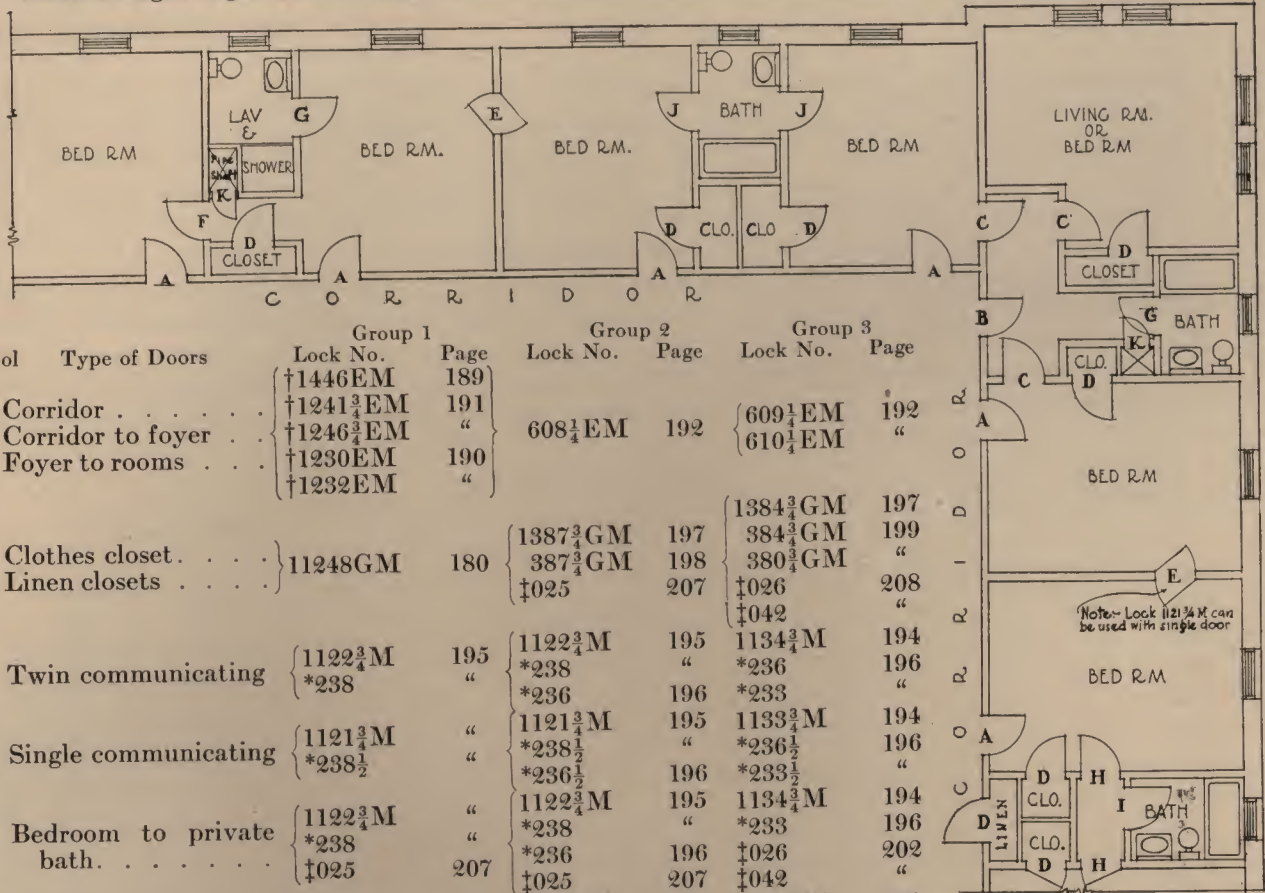 BED RM
LAV &
Pipe Shaft
SHOWER
K
G
BED RM.
E
BED RM.
J
BATH
J
BED RM
LIVING RM.
OR
BED RM
F
D
CLOSET
D
CLO.
CLO
D
C
C
D
CLOSET
A
A
A
A
CORRIDOR
B
G
BATH
K
CLO.
D
C
A
BED RM
E
Note:- Lock 1121¾M can
be used with single door
BED RM
CORRIDOR
A
D
CLO.
H
I
BATH
D
LINEN
CLO.
D
H
Group 1 Group 2 Group 3
ol Type of Doors Lock No. Page Lock No. Page Lock No. Page
†1446EM 189
Corridor . . . . . . †1241¾EM 191 609¼EM 192
Corridor to foyer . . †1246¾EM “ 608¼EM 192 610¼EM “
Foyer to rooms . . . †1230EM 190
†1232EM “
1384¾GM 197
1387¾GM 197 384¾GM 199
Clothes closet. . . . 11248GM 180 387¾GM 198 380¾GM “
Linen closets . . . . ‡025 207 ‡026 208
‡042 “
1122¾M 195 1134¾M 194
Twin communicating 1122¾M 195 *238 “ *236 196
*238 “ *236 196 *233 “
Single communicating 1121¾M “ 1121¾M 195 1133¾M 194
*238½ “ *238½ “ *236½ 196
*236½ 196 *233½ “
Bedroom to private 1122¾M “ 1122¾M 195 1134¾M 194
bath. . . . . . . *238 “ *238 “ *233 196
‡025 207 *236 196 ‡026 202
‡025 207 ‡042 “